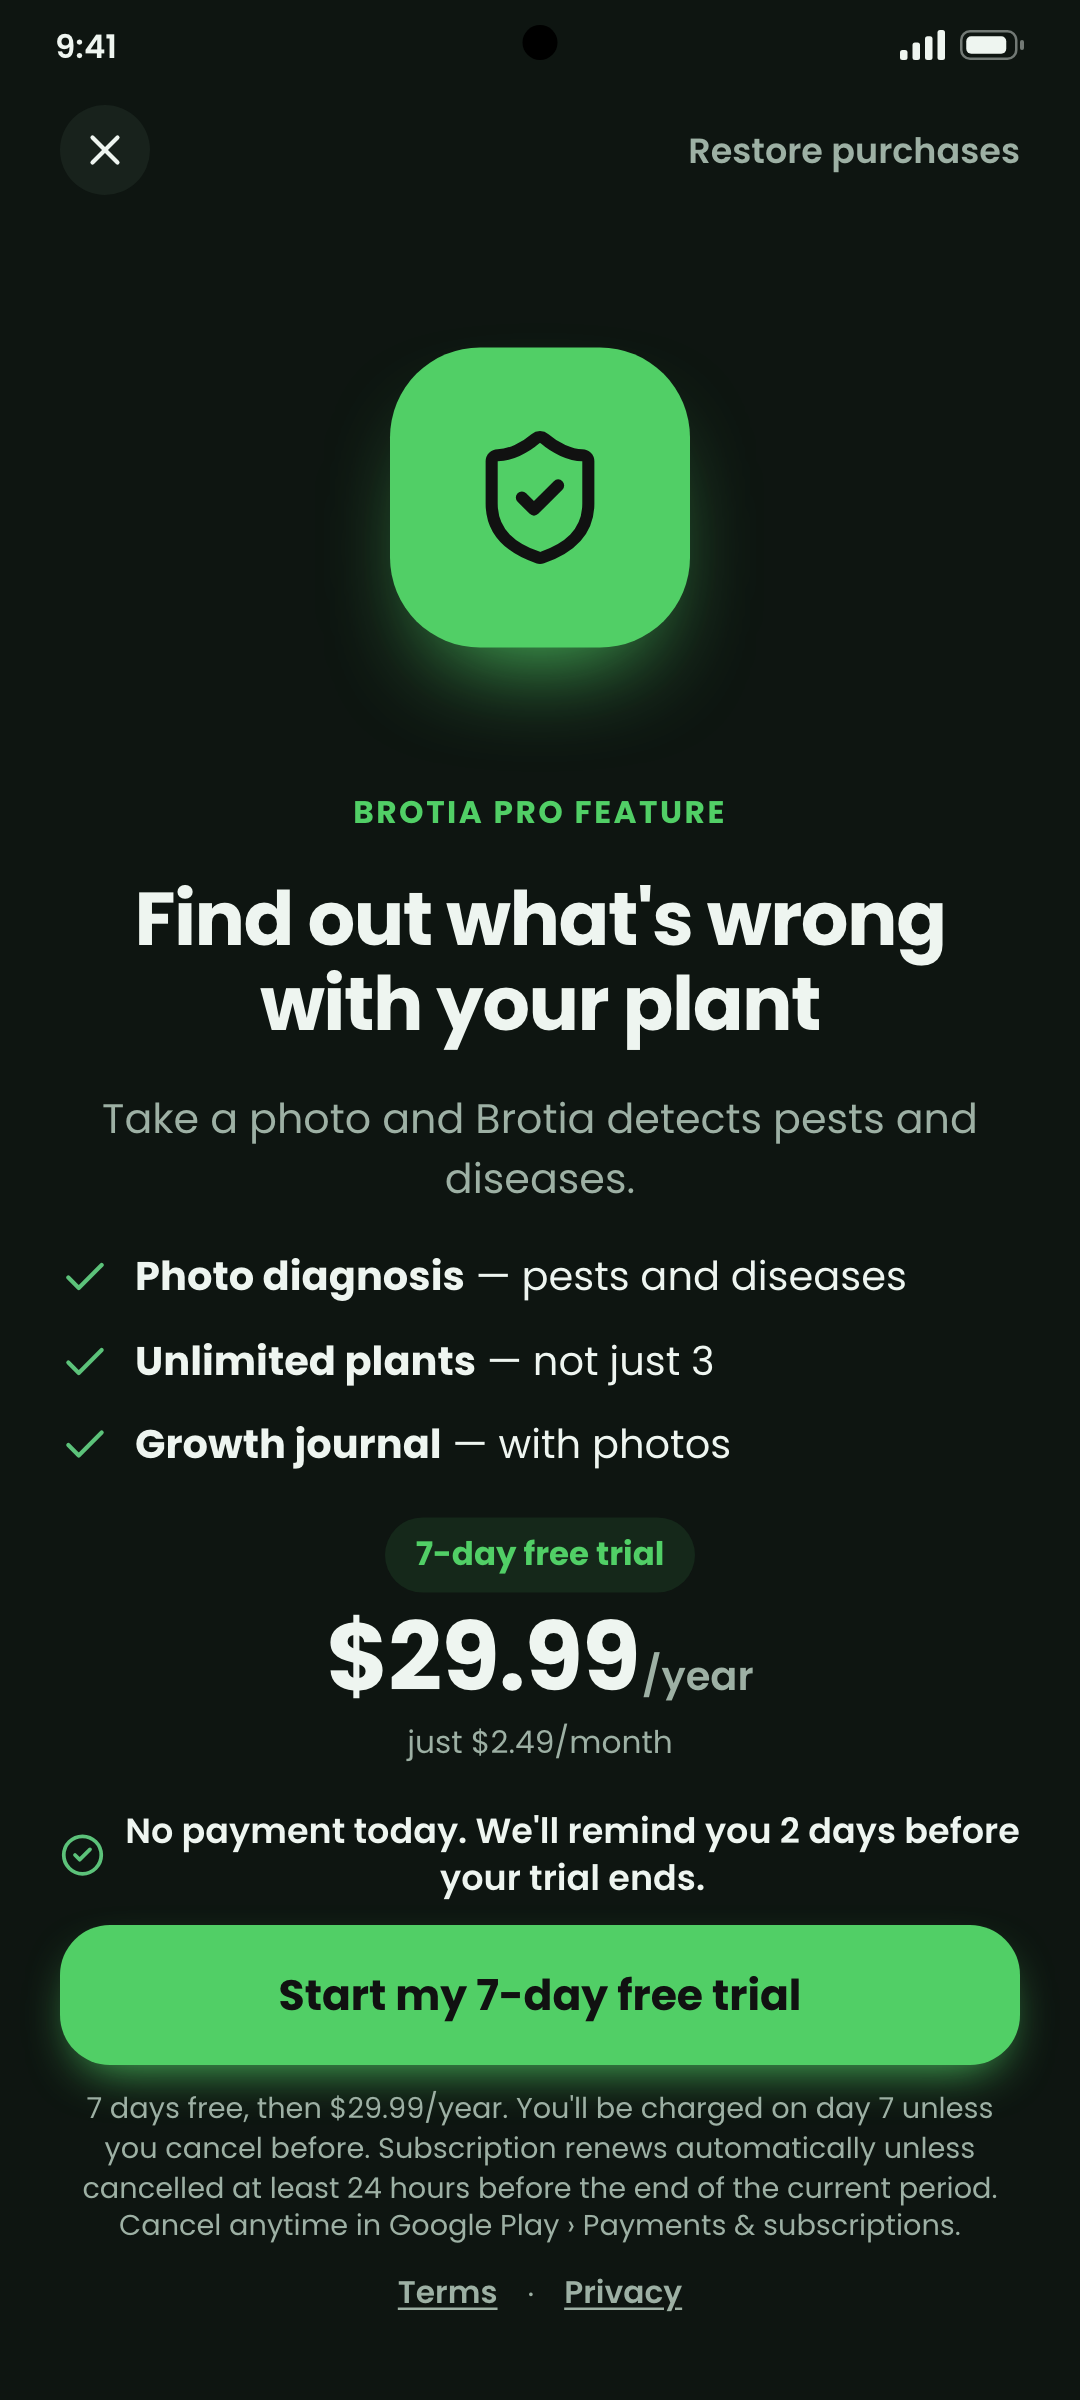 9:41
Restore purchases
BROTIA PRO FEATURE
Find out what's wrong
with your plant
Take a photo and Brotia detects pests and
diseases.
Photo diagnosis — pests and diseases
Unlimited plants — not just 3
Growth journal — with photos
7-day free trial
$29.99/year
just $2.49/month
No payment today. We'll remind you 2 days before
your trial ends.
Start my 7-day free trial
7 days free, then $29.99/year. You'll be charged on day 7 unless
you cancel before. Subscription renews automatically unless
cancelled at least 24 hours before the end of the current period.
Cancel anytime in Google Play › Payments & subscriptions.
Terms · Privacy